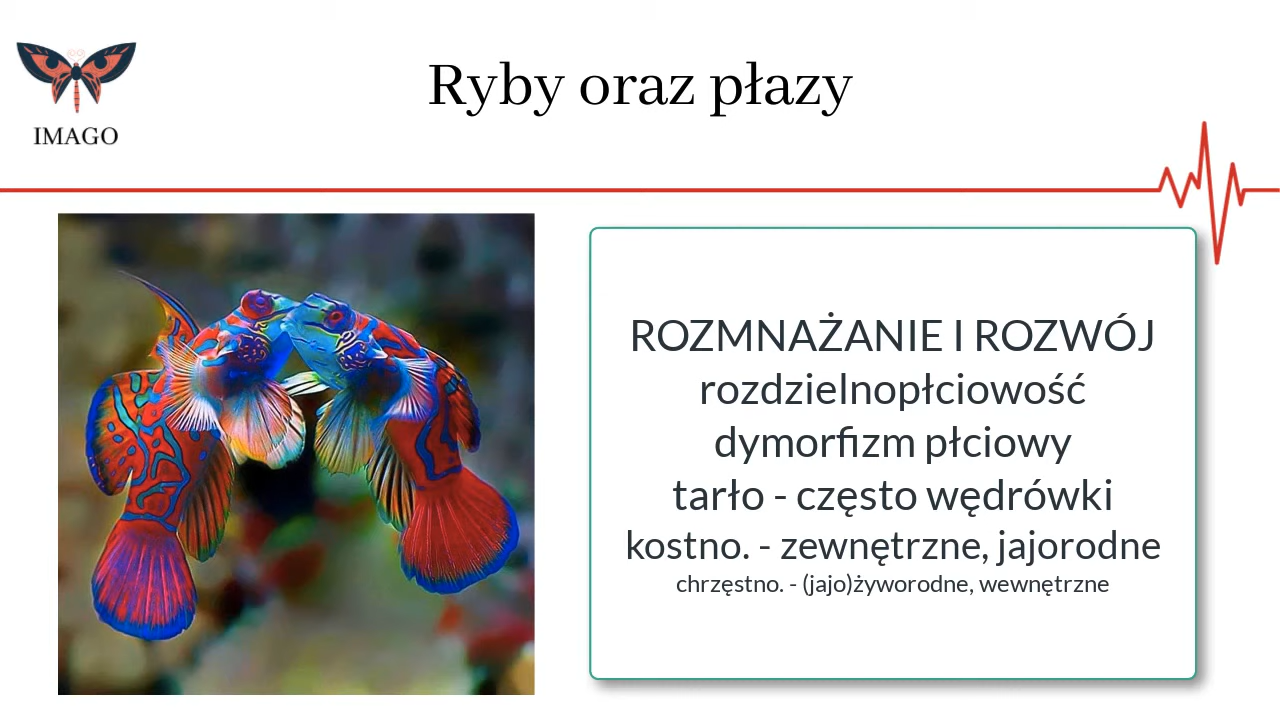 IMAGO
Ryby oraz płazy
ROZMNAŻANIE I ROZWÓJ
rozdzielnopłciowość
dymorfizm płciowy
tarło - często wędrówki
kostno. - zewnętrzne, jajorodne
chrzęstno. - (jajo)żyworodne, wewnętrzne